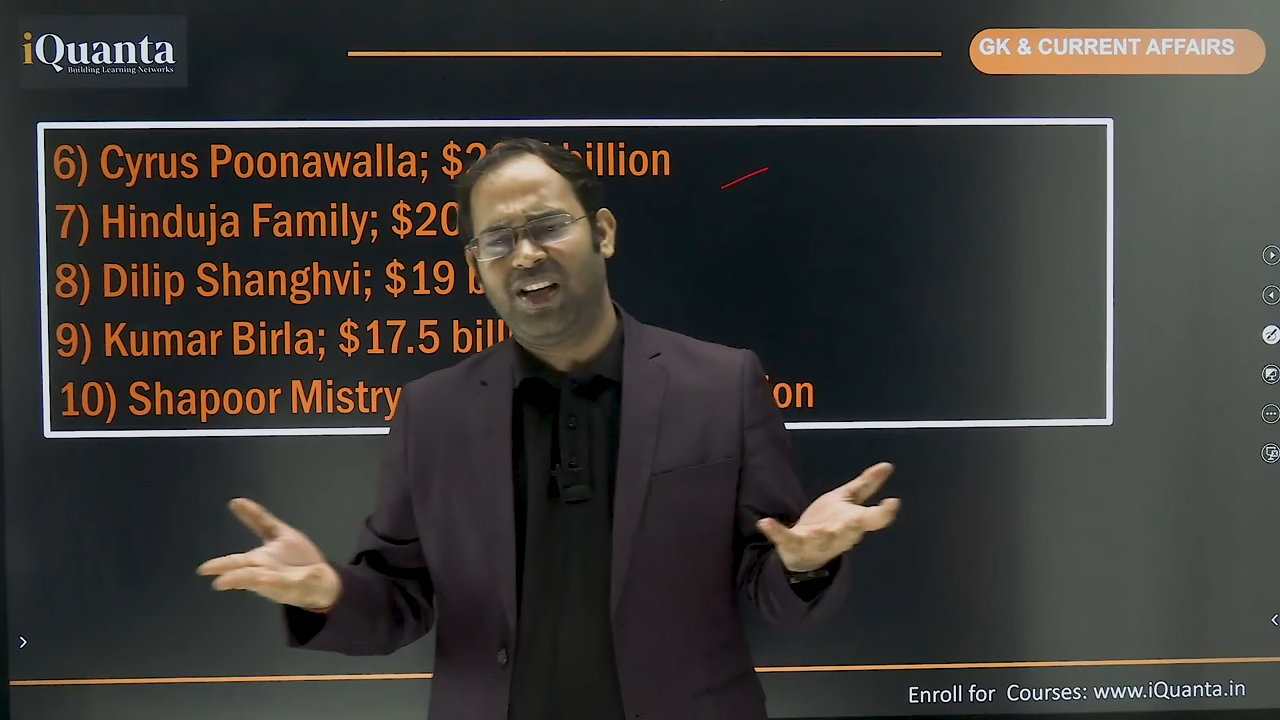 iQuanta
Building Learning Networks
GK & CURRENT AFFAIRS
6) Cyrus Poonawalla; billion
7) Hinduja Family; $20
8) Dilip Shanghvi; $19
9) Kumar Birla; $17.5
10) Shapoor Mistry
Enroll for Courses: www.iQuanta.in